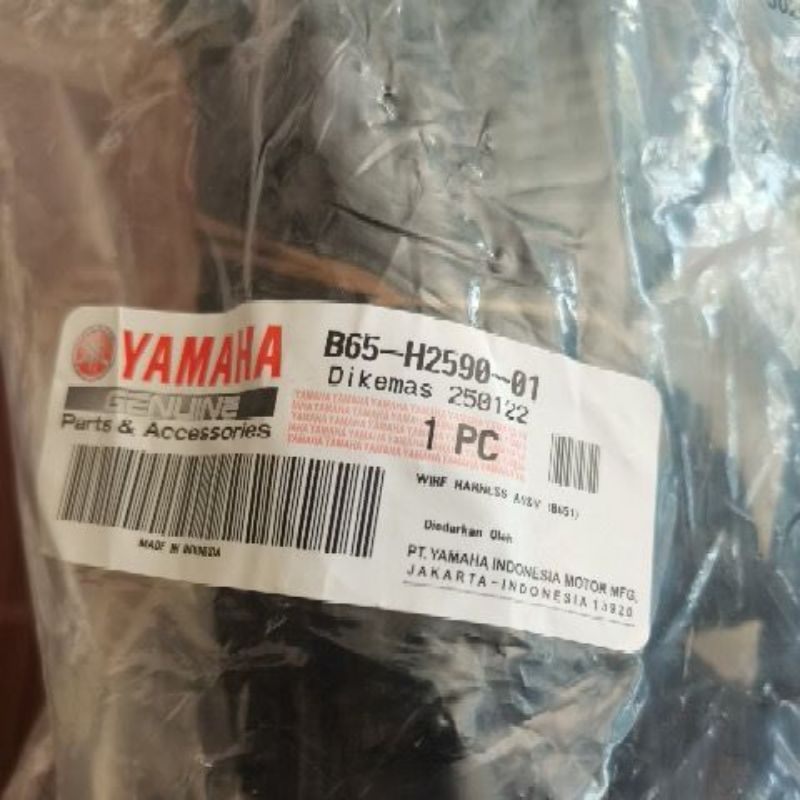 YAMAHA
GENUINE
Parts & Accessories
B65-H2590-01
Dikemas 250122
1 PC
WIRE HARNESS ASSY (B651)
Diedarkan Oleh
PT. YAMAHA INDONESIA MOTOR MFG.
JAKARTA-INDONESIA 13920
MADE IN INDONESIA